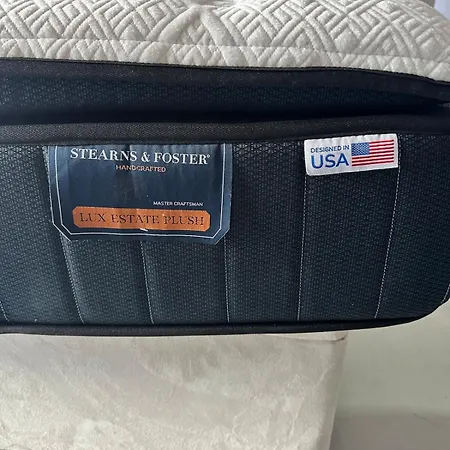 STEARNS & FOSTER®
HANDCRAFTED
MASTER CRAFTSMAN
LUX ESTATE PLUSH
DESIGNED IN
USA